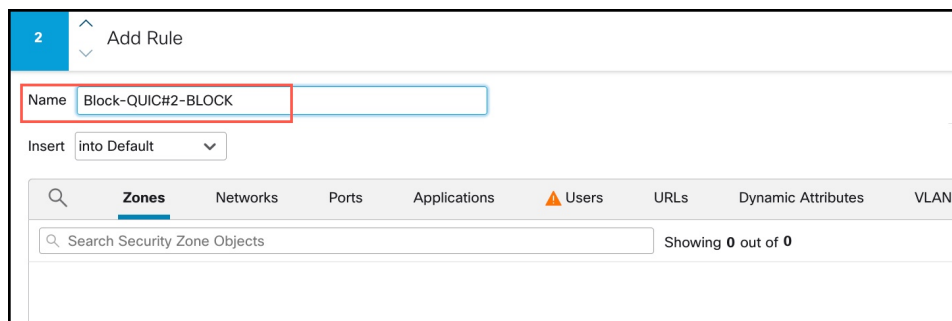 2 Add Rule
Name Block-QUIC#2-BLOCK
Insert into Default
Zones Networks Ports Applications Users URLs Dynamic Attributes VLAN
Search Security Zone Objects Showing 0 out of 0